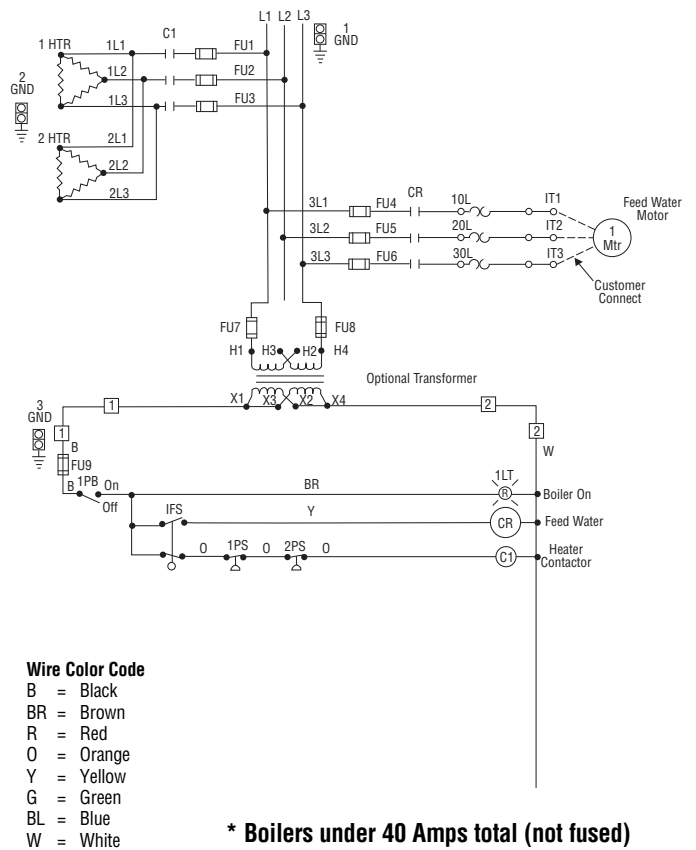 L1 L2 L3
1
GND
C1
1 HTR 1L1 FU1
2
GND
1L2 FU2
1L3 FU3
2 HTR 2L1
2L2
2L3
3L1 FU4 CR 10L IT1
Feed Water
Motor
3L2 FU5 20L IT2
1
Mtr
3L3 FU6 30L IT3
Customer
Connect
FU7 FU8
H1 H3 H2 H4
Optional Transformer
X1 X3 X2 X4
3
GND
1 2
1 2
B W
FU9
B 1PB On BR 1LT
R Boiler On
Off
IFS Y CR Feed Water
O 1PS O 2PS O C1 Heater
Contactor
Wire Color Code
B = Black
BR = Brown
R = Red
O = Orange
Y = Yellow
G = Green
BL = Blue
W = White
* Boilers under 40 Amps total (not fused)